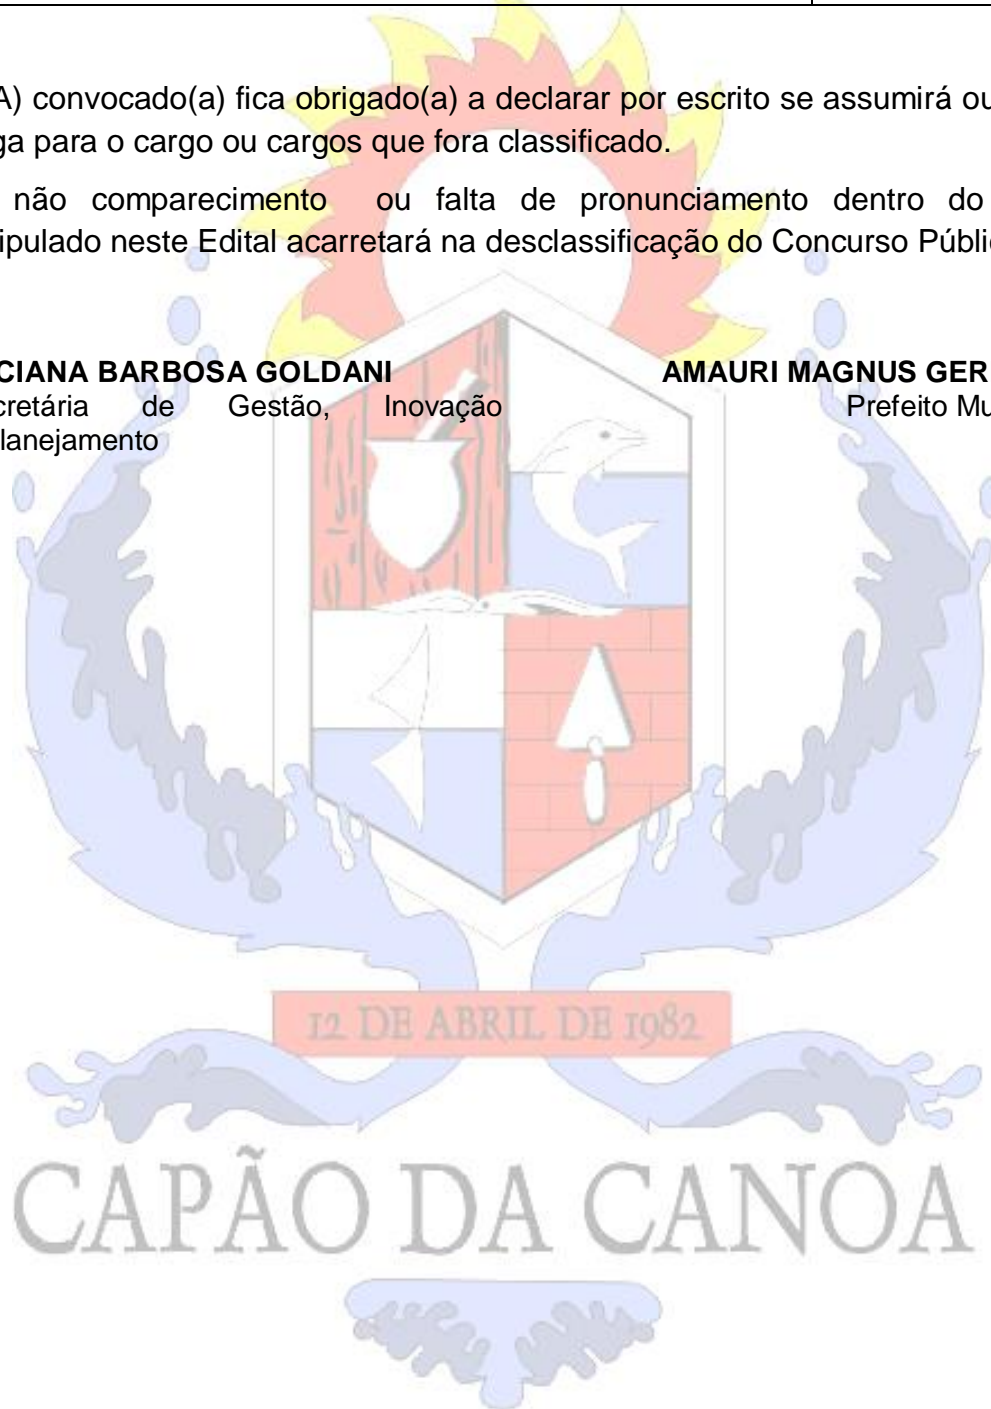 A) convocado(a) fica obrigado(a) a declarar por escrito se assumirá ou
ga para o cargo ou cargos que fora classificado.
não comparecimento ou falta de pronunciamento dentro do
ipulado neste Edital acarretará na desclassificação do Concurso Públi
CIANA BARBOSA GOLDANI AMAURI MAGNUS GER
cretária de Gestão, Inovação Prefeito Mu
lanejamento
12 DE ABRIL DE 1982
CAPÃO DA CANOA